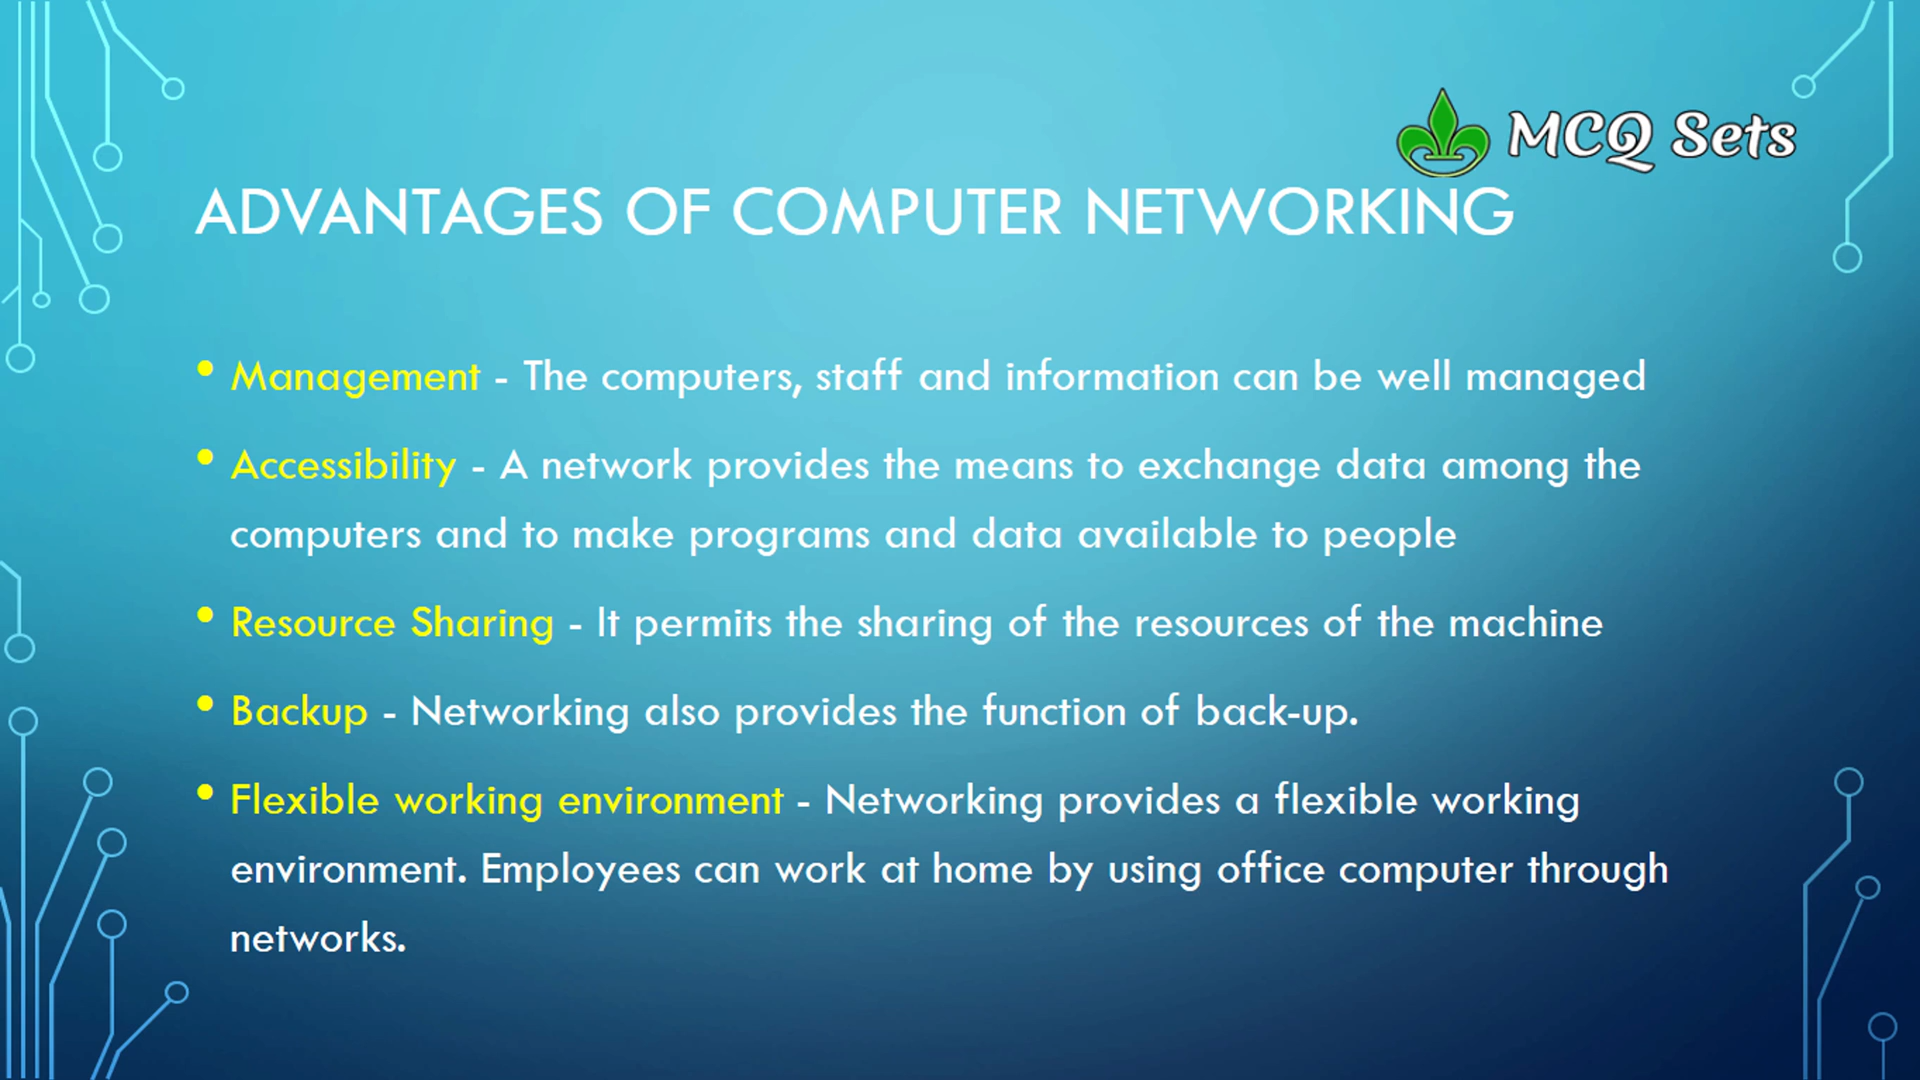 MCQ Sets
ADVANTAGES OF COMPUTER NETWORKING
• Management - The computers, staff and information can be well managed
• Accessibility - A network provides the means to exchange data among the
computers and to make programs and data available to people
• Resource Sharing - It permits the sharing of the resources of the machine
• Backup - Networking also provides the function of back-up.
• Flexible working environment - Networking provides a flexible working
environment. Employees can work at home by using office computer through
networks.